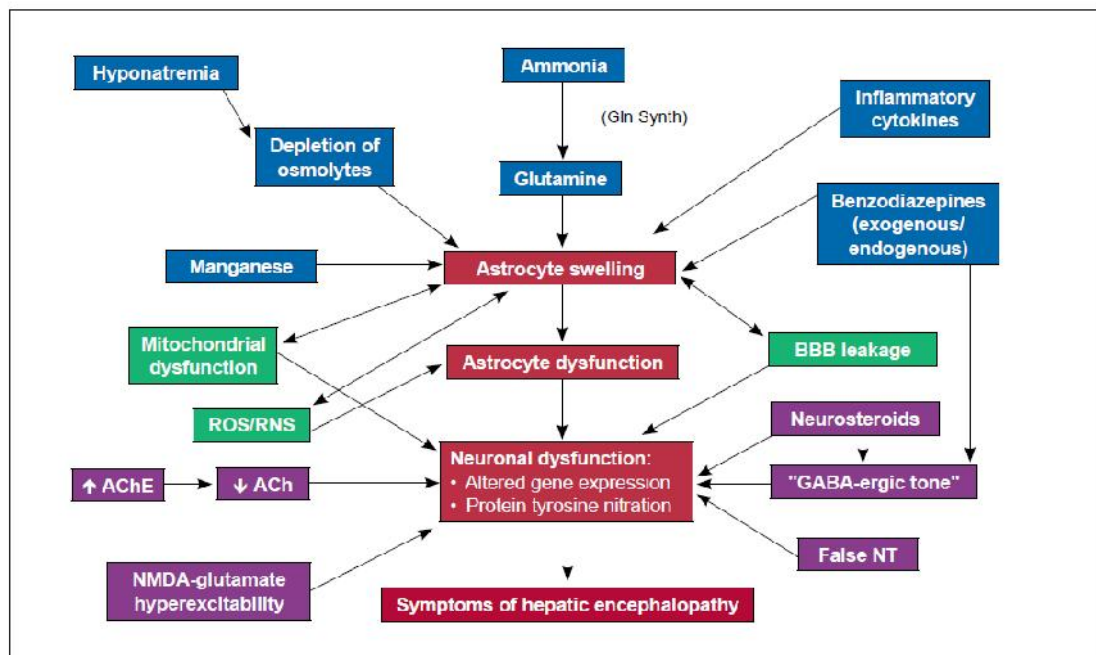 Hyponatremia
Ammonia
Inflammatory
cytokines
(Gln Synth)
Depletion of
osmolytes
Glutamine
Benzodiazepines
(exogenous/
endogenous)
Manganese
Astrocyte swelling
Mitochondrial
dysfunction
Astrocyte dysfunction
BBB leakage
ROS/RNS
Neurosteroids
Neuronal dysfunction:
• Altered gene expression
• Protein tyrosine nitration
↑ AChE
↓ ACh
"GABA-ergic tone"
False NT
NMDA-glutamate
hyperexcitability
Symptoms of hepatic encephalopathy